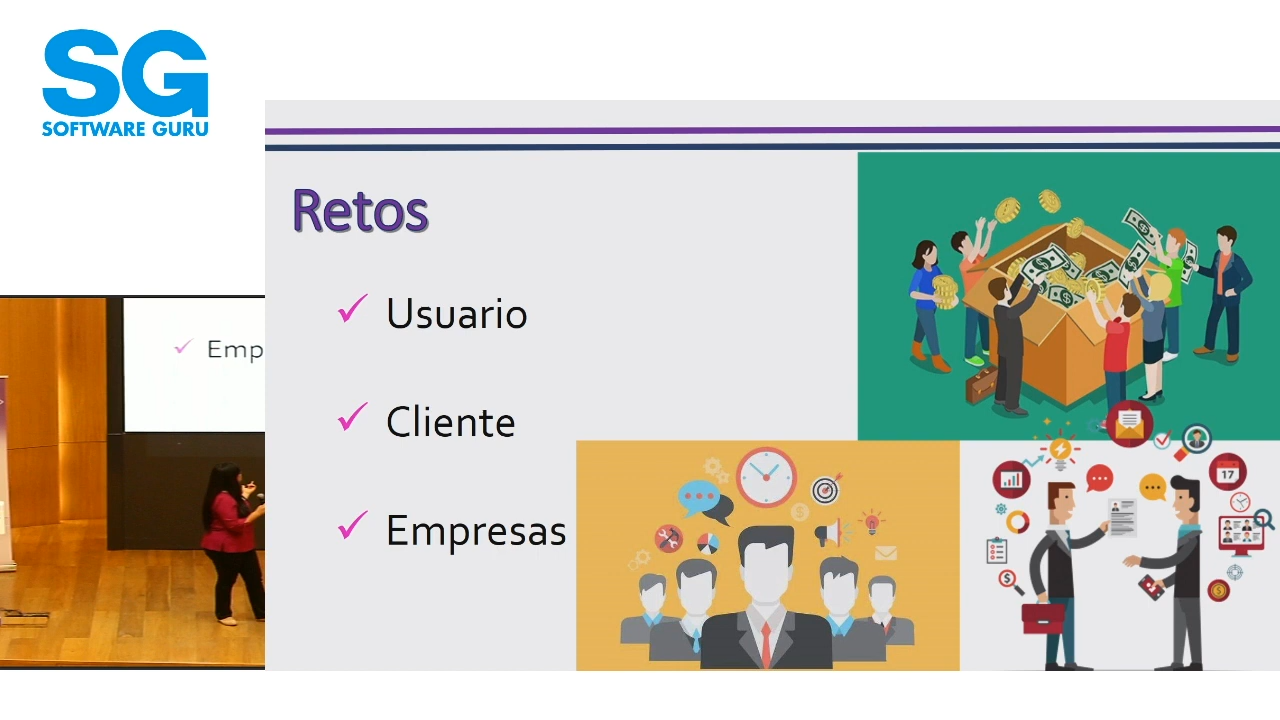 SG
SOFTWARE GURU
Retos
✓ Usuario
✓ Cliente
✓ Empresas
✓ Emp
17